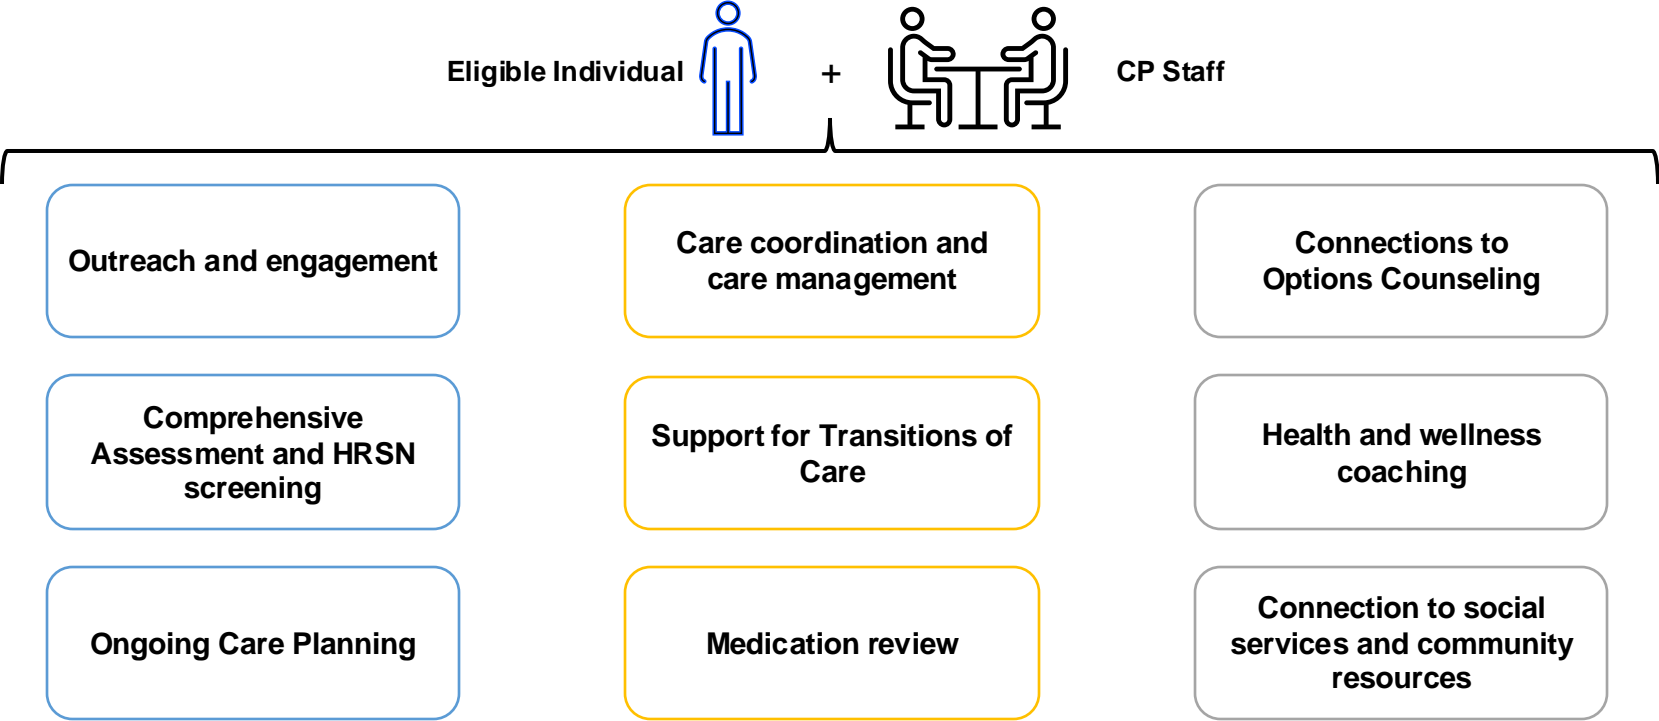 Eligible Individual + CP Staff
Outreach and engagement
Care coordination and
care management
Connections to
Options Counseling
Comprehensive
Assessment and HRSN
screening
Support for Transitions of
Care
Health and wellness
coaching
Ongoing Care Planning
Medication review
Connection to social
services and community
resources